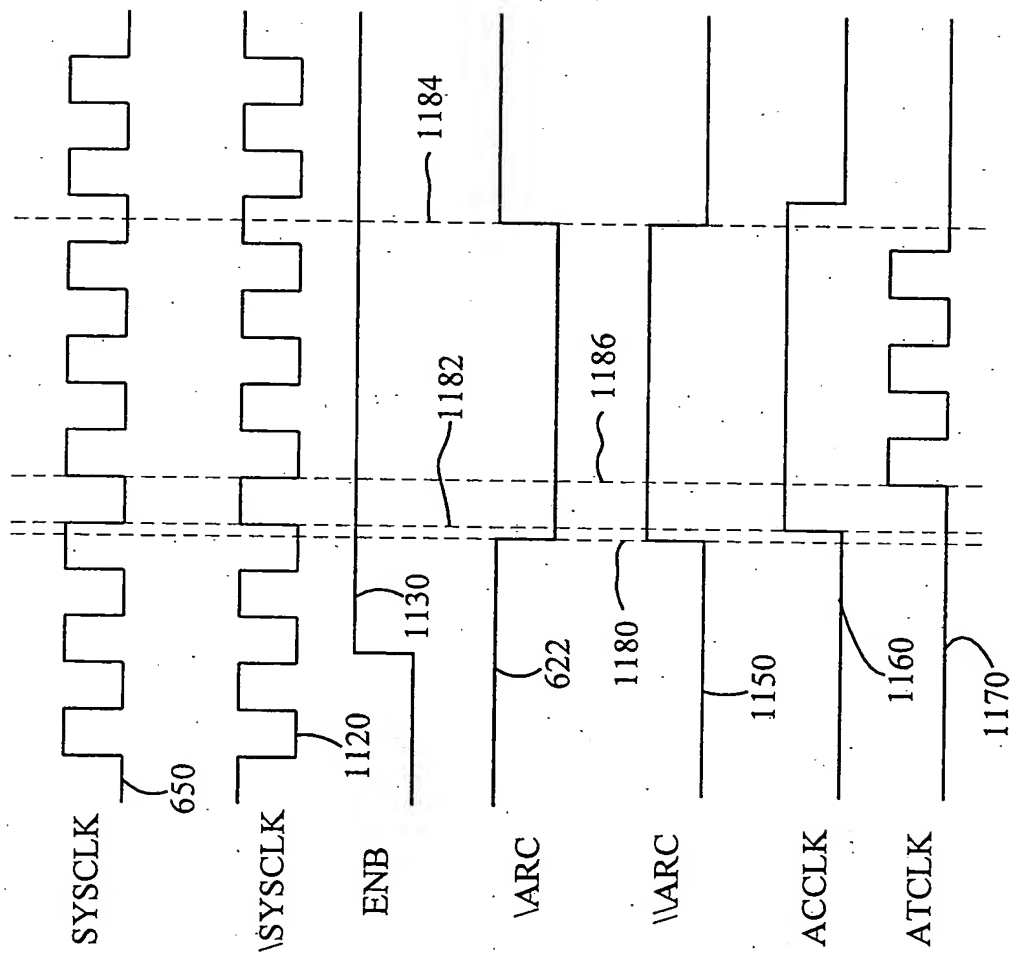 SYSCLK
650
\SYSCLK
1120
ENB
1130
1182
1184
\ARC
622
1180
1186
\\ARC
1150
ACCLK
1160
ATCLK
1170